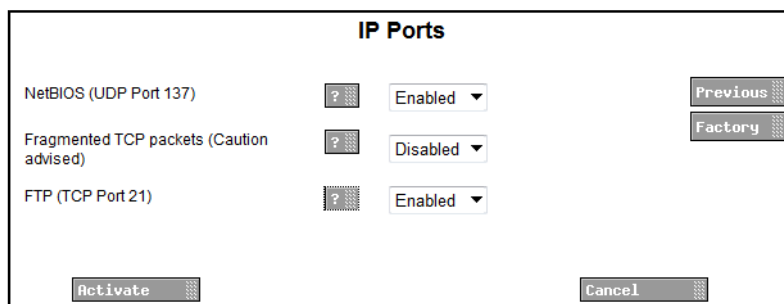 IP Ports
NetBIOS (UDP Port 137)
?
Enabled
Previous
Factory
Fragmented TCP packets (Caution
advised)
?
Disabled
FTP (TCP Port 21)
?
Enabled
Activate
Cancel